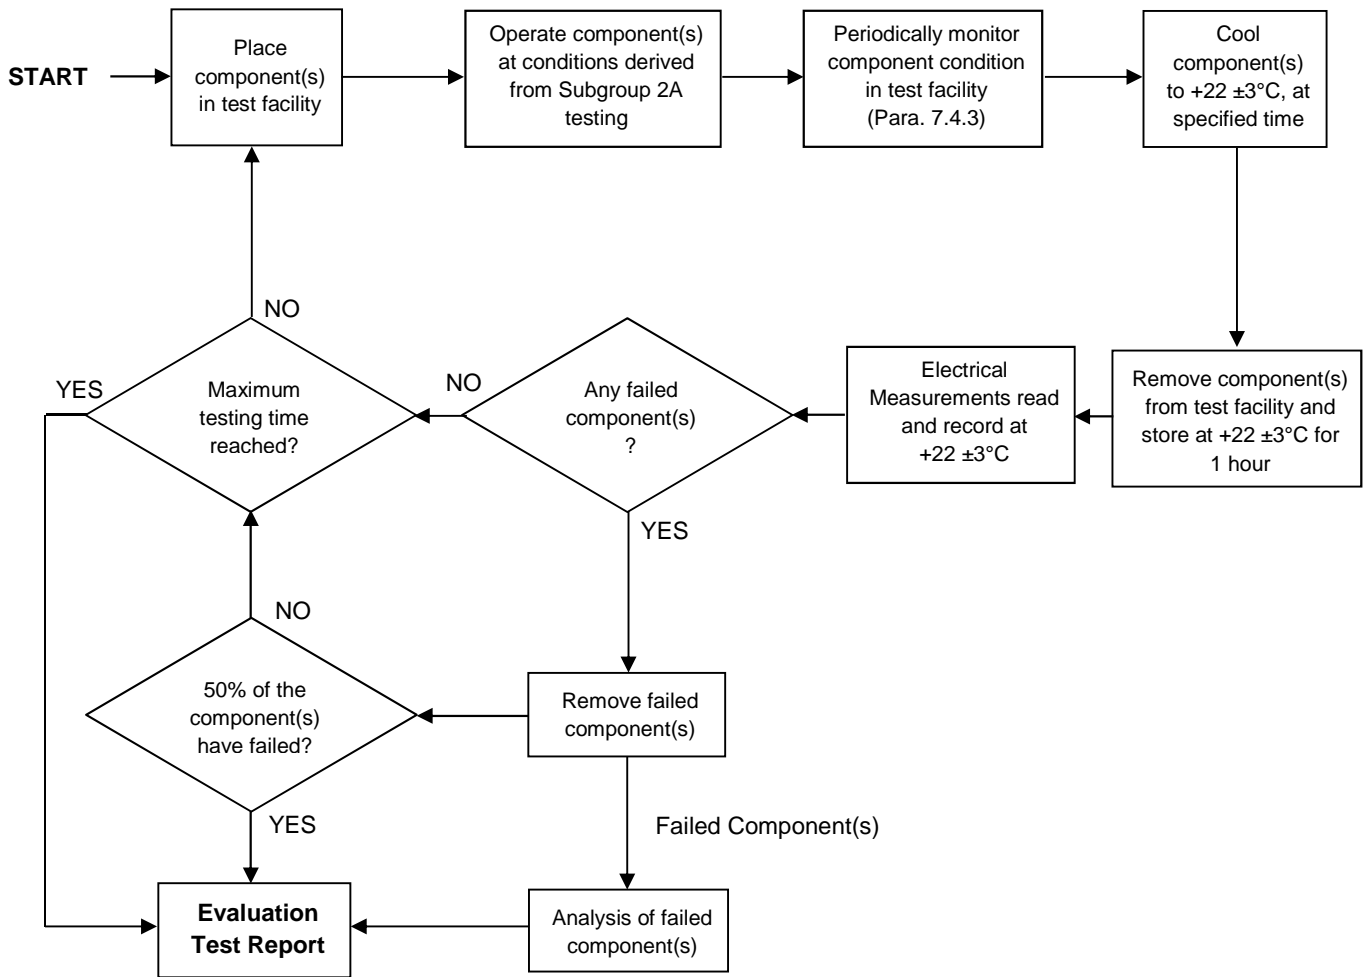 START
Place
component(s)
in test facility
Operate component(s)
at conditions derived
from Subgroup 2A
testing
Periodically monitor
component condition
in test facility
(Para. 7.4.3)
Cool
component(s)
to +22 ±3°C, at
specified time
NO
YES
Maximum
testing time
reached?
NO
Any failed
component(s)
?
Electrical
Measurements read
and record at
+22 ±3°C
Remove component(s)
from test facility and
store at +22 ±3°C for
1 hour
YES
NO
50% of the
component(s)
have failed?
Remove failed
component(s)
YES
Failed Component(s)
Evaluation
Test Report
Analysis of failed
component(s)